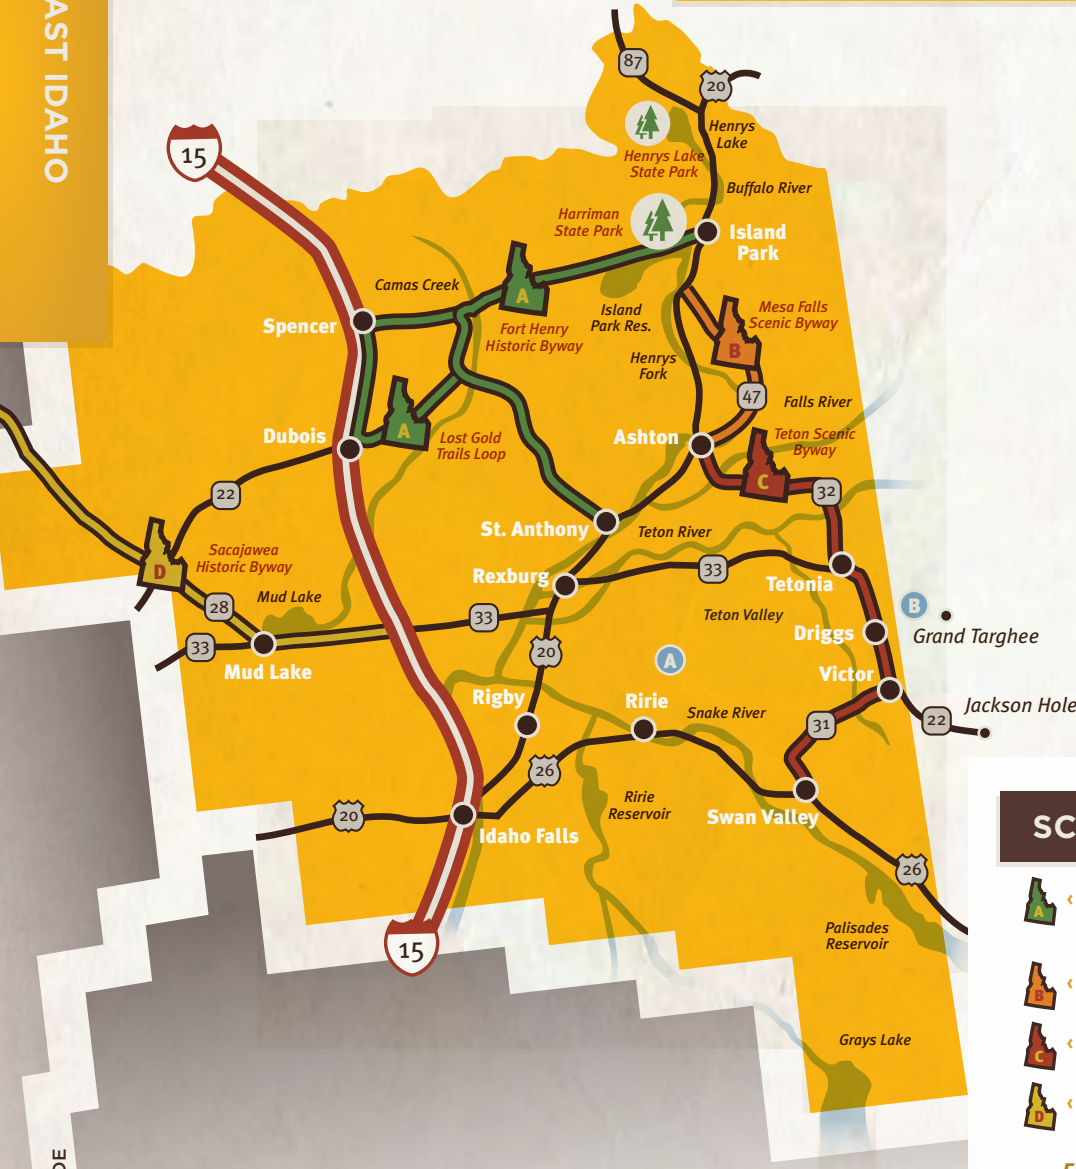 AST IDAHO
87
20
15
Henrys
Lake
Henrys Lake
State Park
Buffalo River
Harriman
State Park
Island
Park
Camas Creek
A
Island
Park Res.
Mesa Falls
Scenic Byway
Spencer
Fort Henry
Historic Byway
B
Henrys
Fork
47
Falls River
Dubois
A
Lost Gold
Trails Loop
Ashton
Teton Scenic
Byway
C
32
22
St. Anthony
Teton River
Sacajawea
Historic Byway
D
Rexburg
33
Tetonia
28
Mud Lake
33
Teton Valley
B
Grand Targhee
33
Mud Lake
20
A
Driggs
Victor
Rigby
Ririe
Snake River
31
22
Jackson Hole
26
Ririe
Reservoir
Swan Valley
20
Idaho Falls
SC
26
A
‹
15
Palisades
Reservoir
B
‹
Grays Lake
C
‹
D
‹
DE